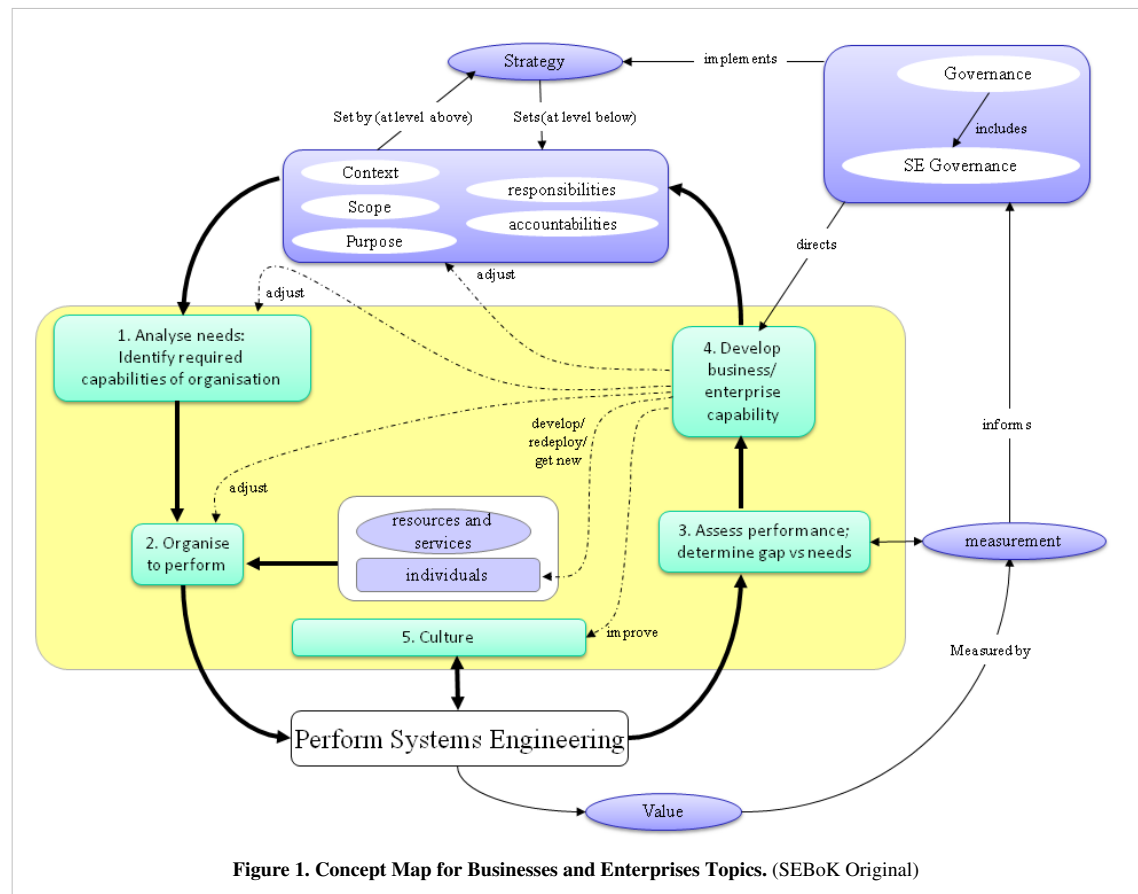 Strategy
implements
Governance
includes
SE Governance
Set by (at level above)
Sets(at level below)
Context
Scope
Purpose
responsibilities
accountabilities
directs
adjust
adjust
1. Analyse needs:
Identify required
capabilities of organisation
4. Develop
business/
enterprise
capability
develop/
redeploy/
get new
informs
adjust
resources and
services
individuals
2. Organise
to perform
3. Assess performance;
determine gap vs needs
measurement
5. Culture
improve
Measured by
Perform Systems Engineering
Value
Figure 1. Concept Map for Businesses and Enterprises Topics. (SEBoK Original)